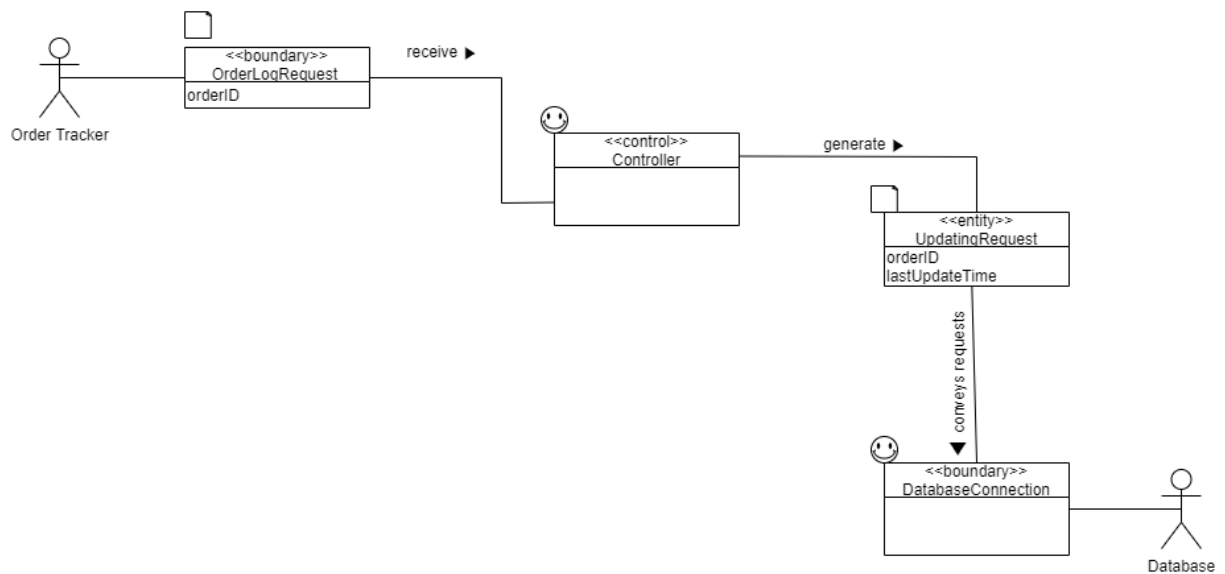 <<boundary>>
OrderLogRequest
orderID
receive ▶
Order Tracker
<<control>>
Controller
generate ▶
<<entity>>
UpdatingRequest
orderID
lastUpdateTime
conveys requests
<<boundary>>
DatabaseConnection
Database